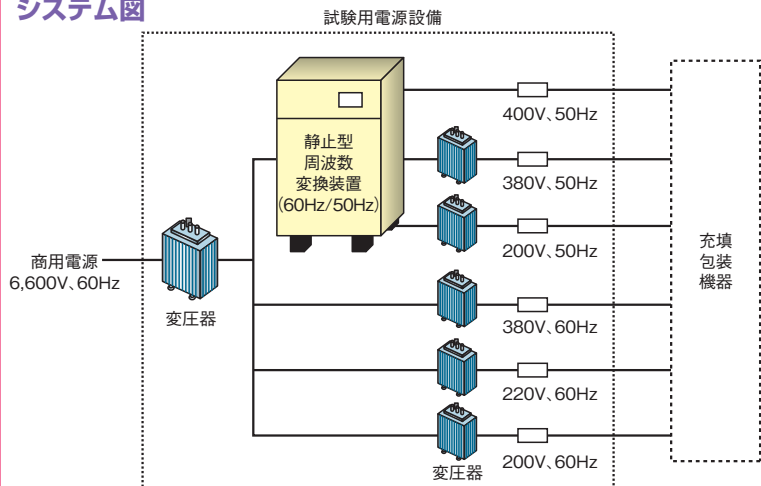 システム図
試験用電源設備
静止型
周波数
変換装置
(60Hz/50Hz)
400V、50Hz
380V、50Hz
200V、50Hz
商用電源
6,600V、60Hz
変圧器
380V、60Hz
220V、60Hz
変圧器
200V、60Hz
充填
包装
機器